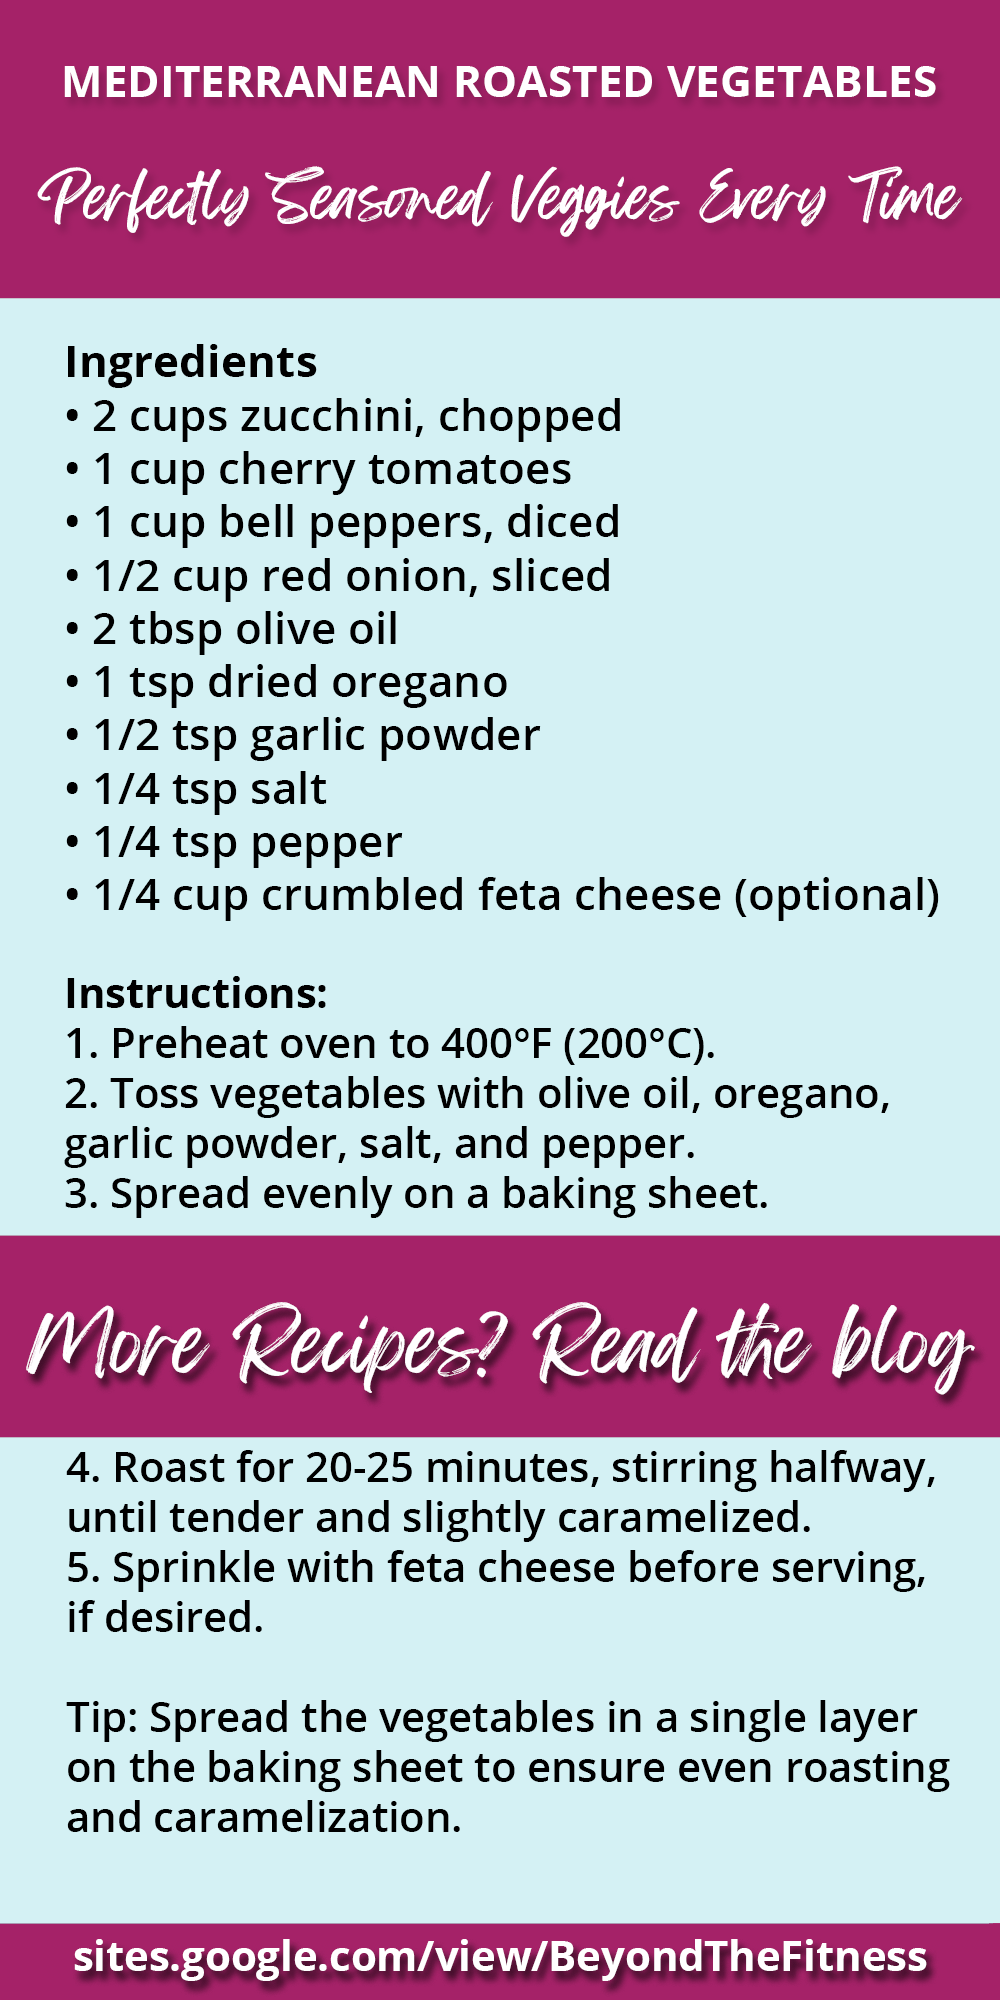 MEDITERRANEAN ROASTED VEGETABLES
Perfectly Seasoned Veggies Every Time
Ingredients
• 2 cups zucchini, chopped
• 1 cup cherry tomatoes
• 1 cup bell peppers, diced
• 1/2 cup red onion, sliced
• 2 tbsp olive oil
• 1 tsp dried oregano
• 1/2 tsp garlic powder
• 1/4 tsp salt
• 1/4 tsp pepper
• 1/4 cup crumbled feta cheese (optional)
Instructions:
1. Preheat oven to 400°F (200°C).
2. Toss vegetables with olive oil, oregano,
garlic powder, salt, and pepper.
3. Spread evenly on a baking sheet.
More Recipes? Read the blog
4. Roast for 20-25 minutes, stirring halfway,
until tender and slightly caramelized.
5. Sprinkle with feta cheese before serving,
if desired.
Tip: Spread the vegetables in a single layer
on the baking sheet to ensure even roasting
and caramelization.
sites.google.com/view/BeyondTheFitness